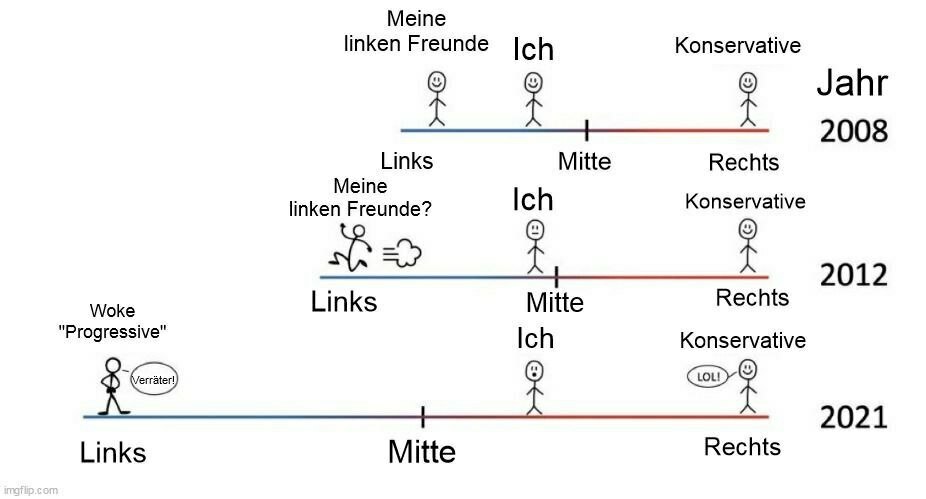 Meine
linken Freunde
Ich
Konservative
Jahr
2008
Links
Mitte
Rechts
Meine
linken Freunde?
Ich
Konservative
2012
Links
Mitte
Rechts
Woke
"Progressive"
Ich
Konservative
Verräter!
LOL!
2021
Links
Mitte
Rechts
imgflip.com